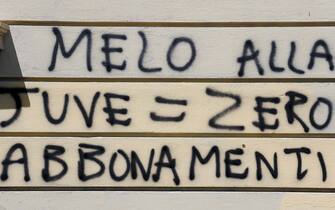 MELO ALLA
JUVE = ZERO
ABBONAMENTI